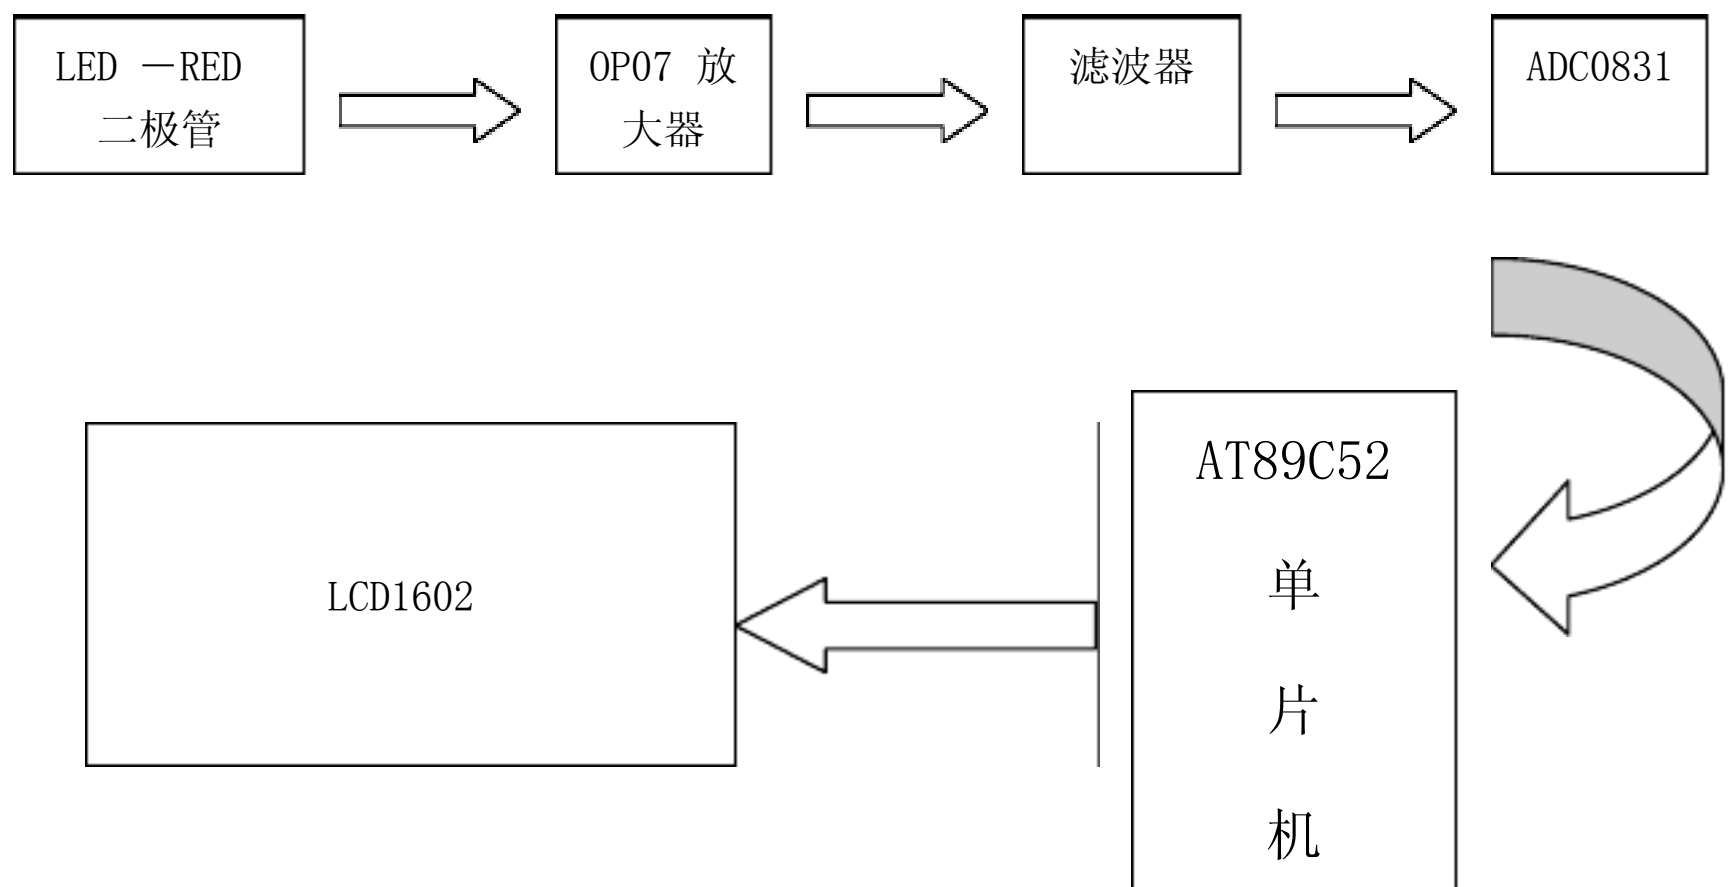 LED －RED
二极管
OP07 放
大器
滤波器
ADC0831
AT89C52
单
片
机
LCD1602